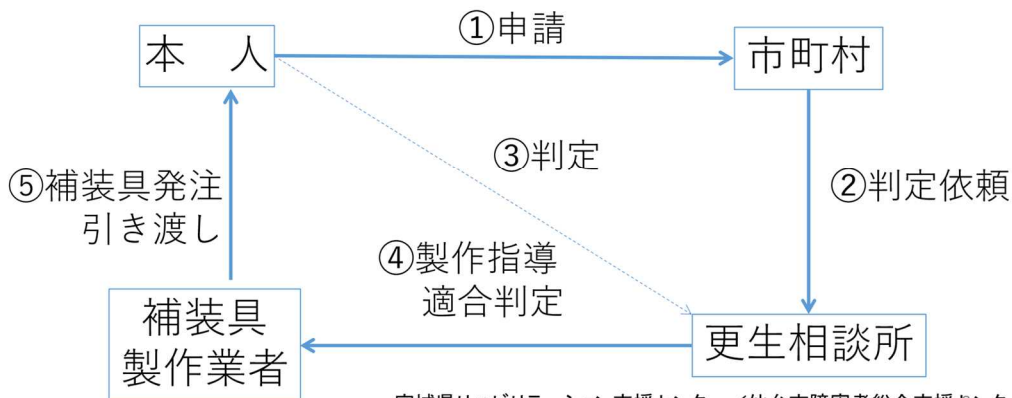 ①申請
本　人
市町村
③判定
⑤補装具発注
引き渡し
②判定依頼
④製作指導
適合判定
補装具
製作業者
更生相談所